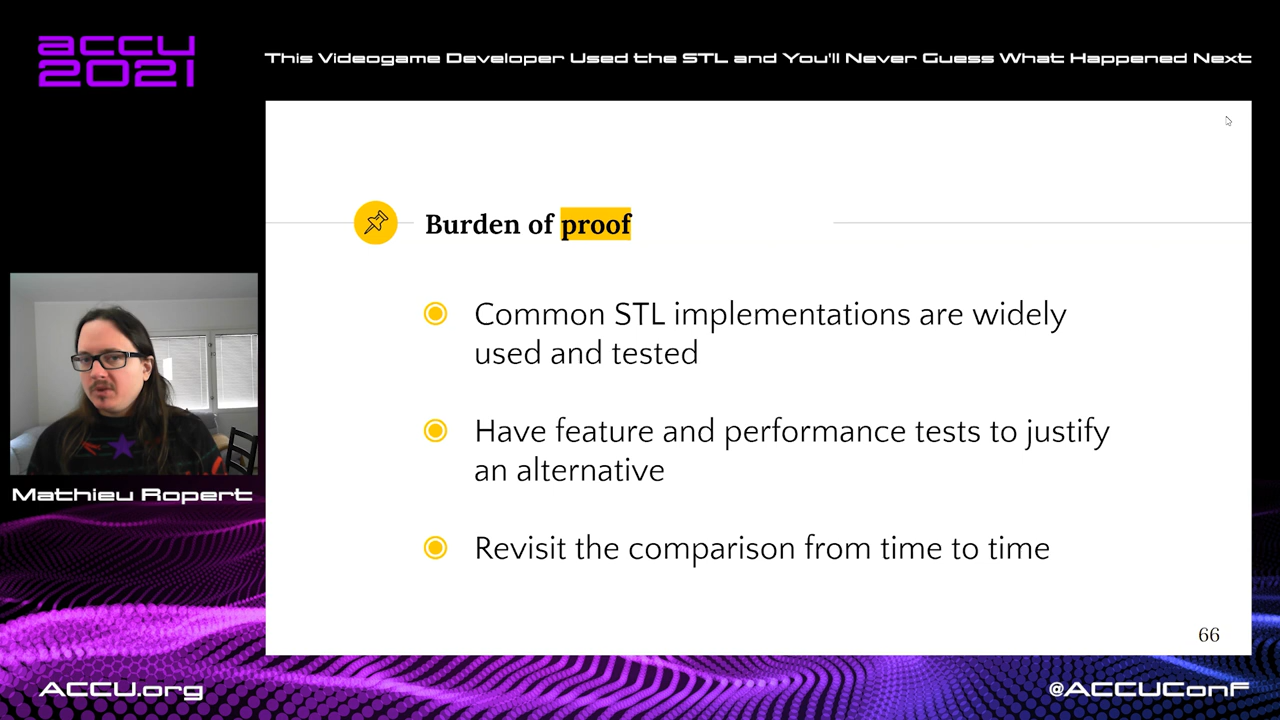 accu
2021
This Videogame Developer Used the STL and You'll Never Guess What Happened Next
Burden of proof
Common STL implementations are widely
used and tested
Have feature and performance tests to justify
an alternative
Revisit the comparison from time to time
66
Mathieu Ropert
ACCU.org
@ACCUConf